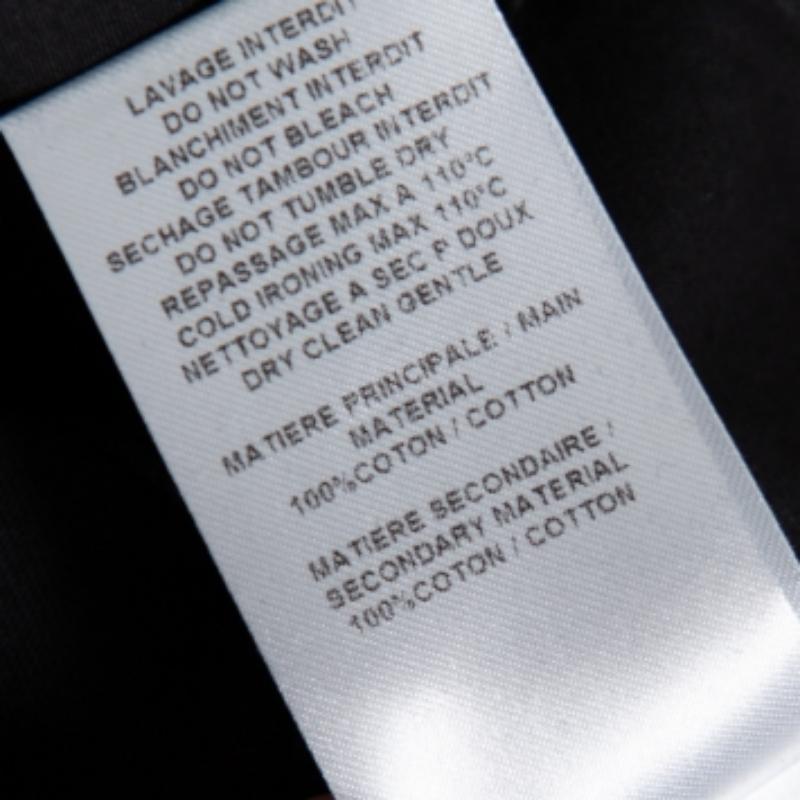 LAVAGE INTERDIT
DO NOT WASH
BLANCHIMENT INTERDIT
DO NOT BLEACH
SECHAGE TAMBOUR INTERDIT
DO NOT TUMBLE DRY
REPASSAGE MAX A 110°C
COLD IRONING MAX 110°C
NETTOYAGE A SEC P DOUX
DRY CLEAN GENTLE
MATIERE PRINCIPALE / MAIN
MATERIAL
100%COTON / COTTON
MATIERE SECONDAIRE /
SECONDARY MATERIAL
100%COTON / COTTON